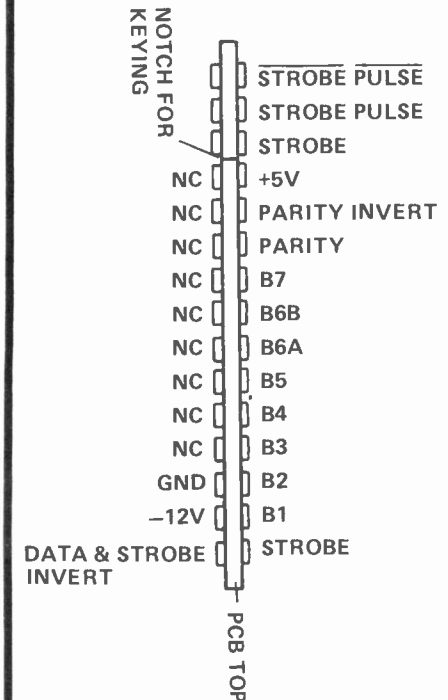 NOTCH FOR
KEYING
STROBE PULSE
STROBE PULSE
STROBE
NC +5V
NC PARITY INVERT
NC PARITY
NC B7
NC B6B
NC B6A
NC B5
NC B4
NC B3
GND B2
−12V B1
DATA & STROBE STROBE
INVERT
PCB TOP